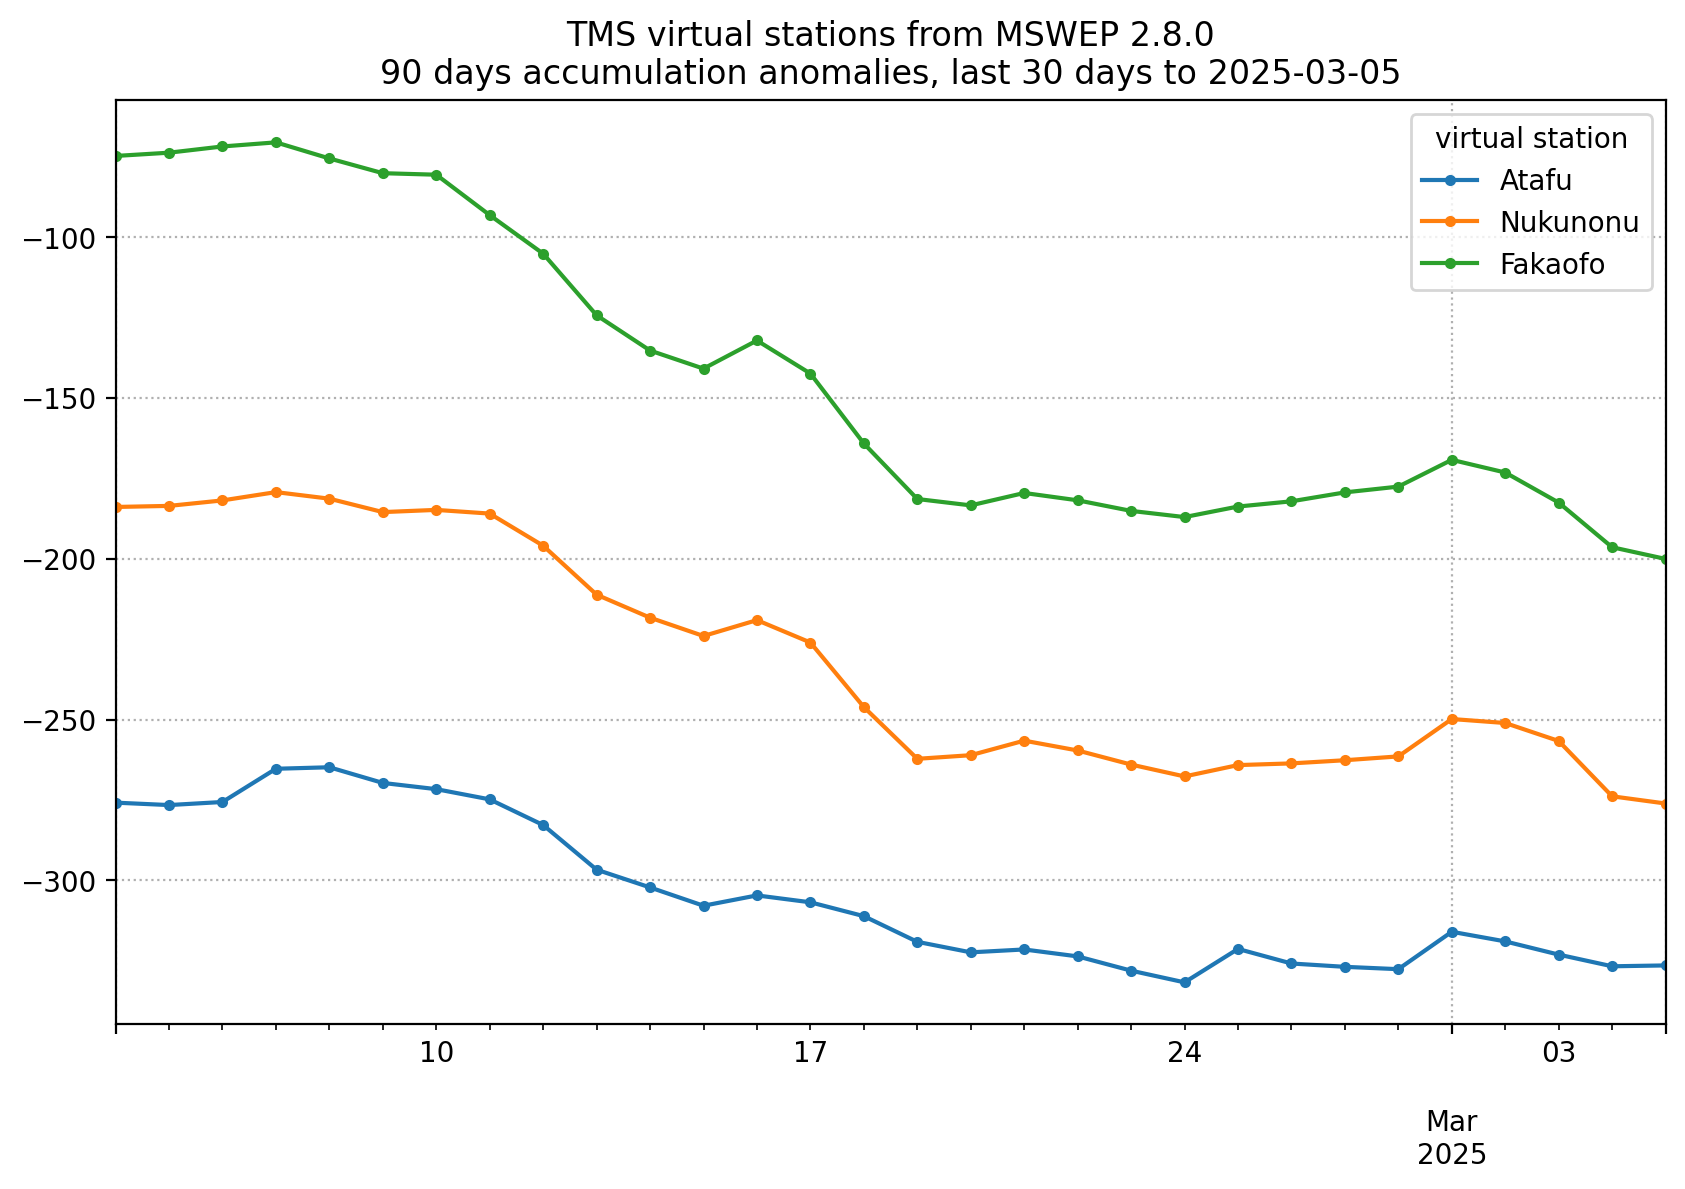 TMS virtual stations from MSWEP 2.8.0
90 days accumulation anomalies, last 30 days to 2025-03-05
virtual station
Atafu
Nukunonu
Fakaofo
−100
−150
−200
−250
−300
10
17
24
03
Mar
2025